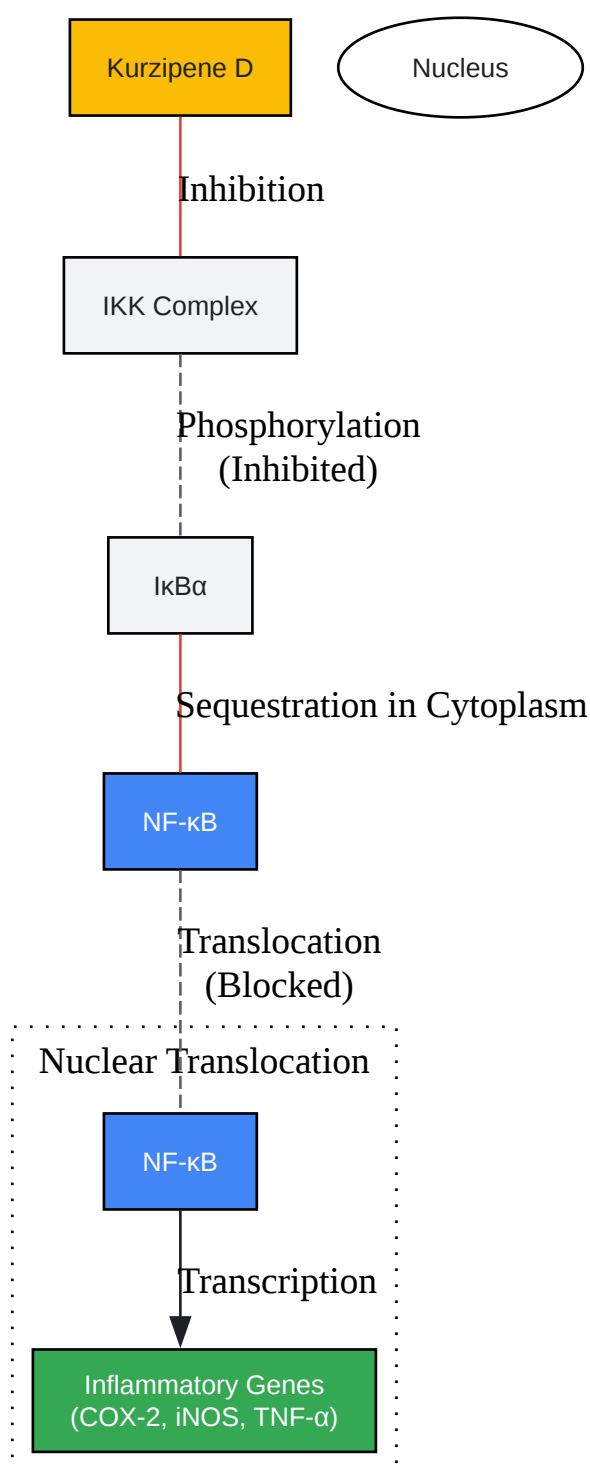 Kurzipene D
Nucleus
Inhibition
IKK Complex
Phosphorylation
(Inhibited)
IκBα
Sequestration in Cytoplasm
NF-κB
Translocation
(Blocked)
Nuclear Translocation
NF-κB
Transcription
Inflammatory Genes
(COX-2, iNOS, TNF-α)